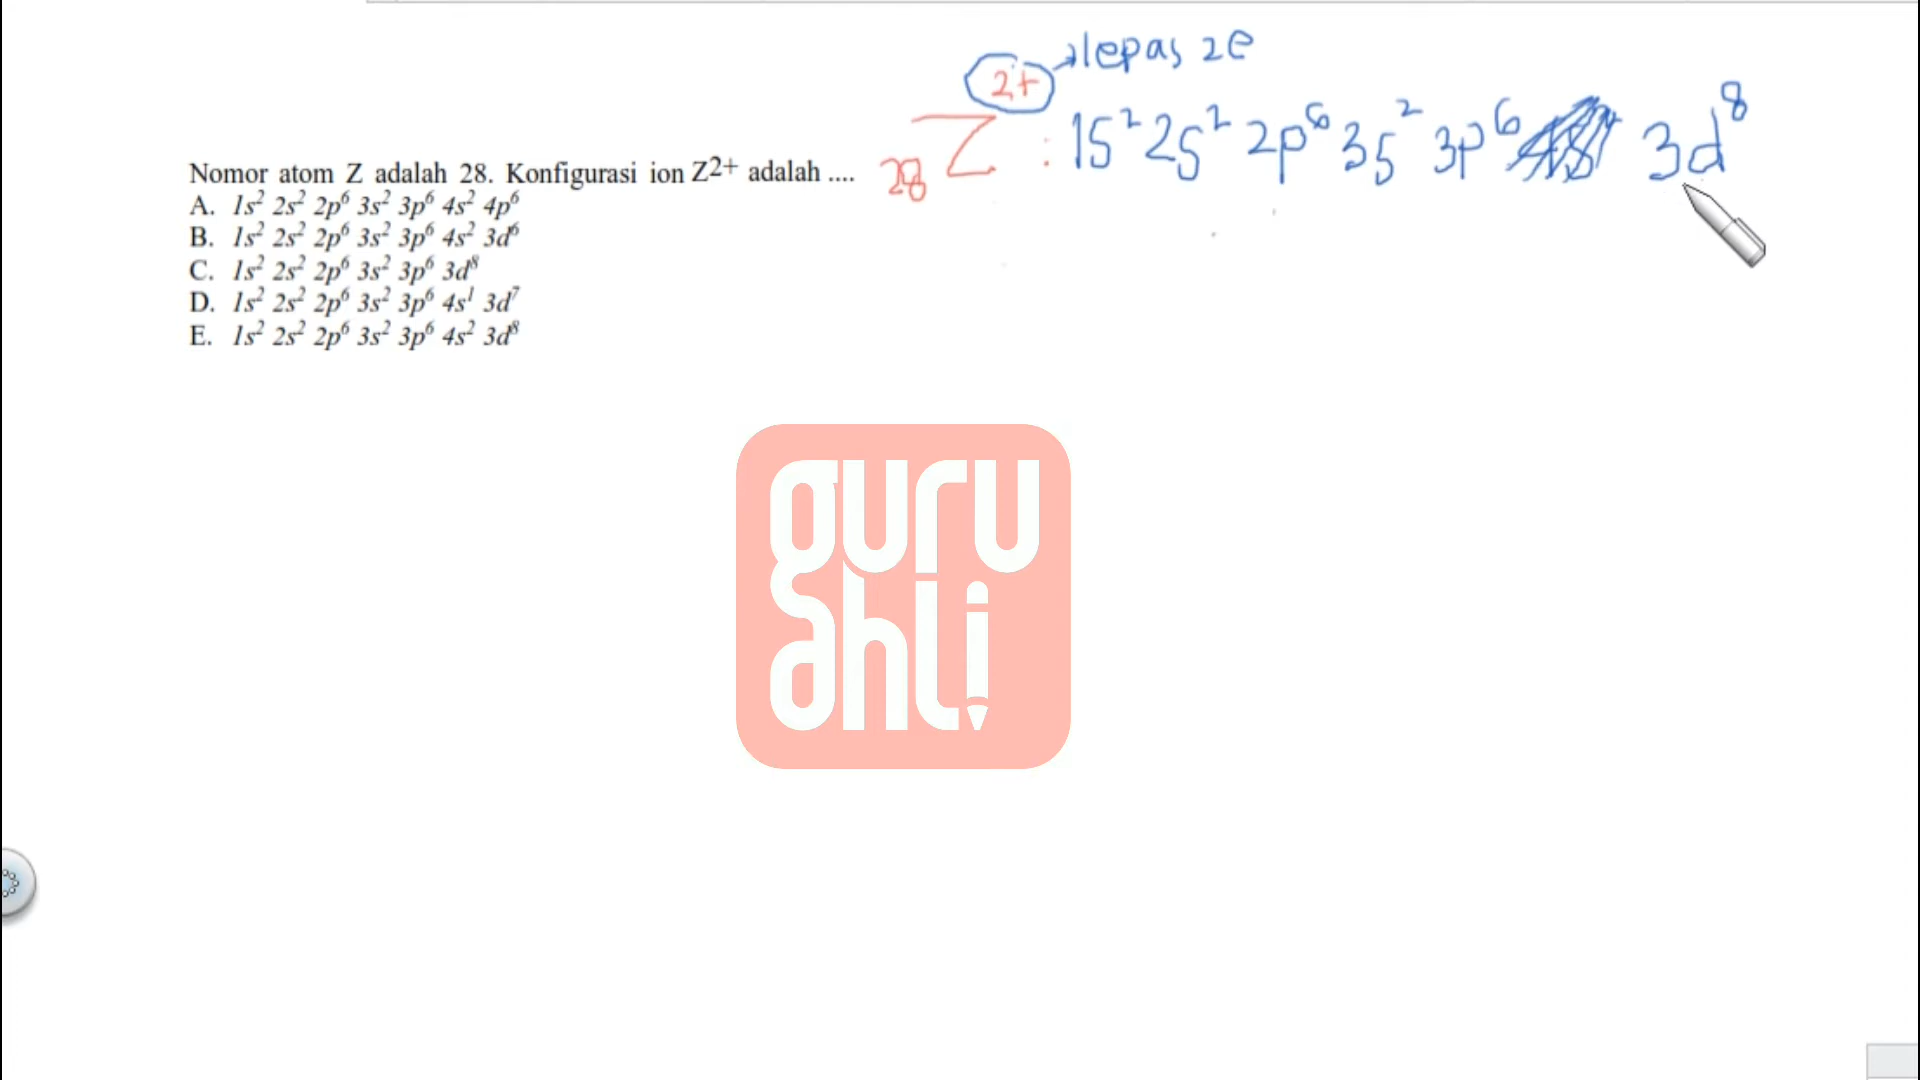 Nomor atom Z adalah 28. Konfigurasi ion Z2+ adalah ....
A. 1s² 2s² 2p⁶ 3s² 3p⁶ 4s² 4p⁶
B. 1s² 2s² 2p⁶ 3s² 3p⁶ 4s² 3d⁶
C. 1s² 2s² 2p⁶ 3s² 3p⁶ 3d⁸
D. 1s² 2s² 2p⁶ 3s² 3p⁶ 4s¹ 3d⁷
E. 1s² 2s² 2p⁶ 3s² 3p⁶ 4s² 3d⁸
lepas 2e
₂₈Z²⁺ : 1s² 2s² 2p⁶ 3s² 3p⁶ 3d⁸
guru
ahli